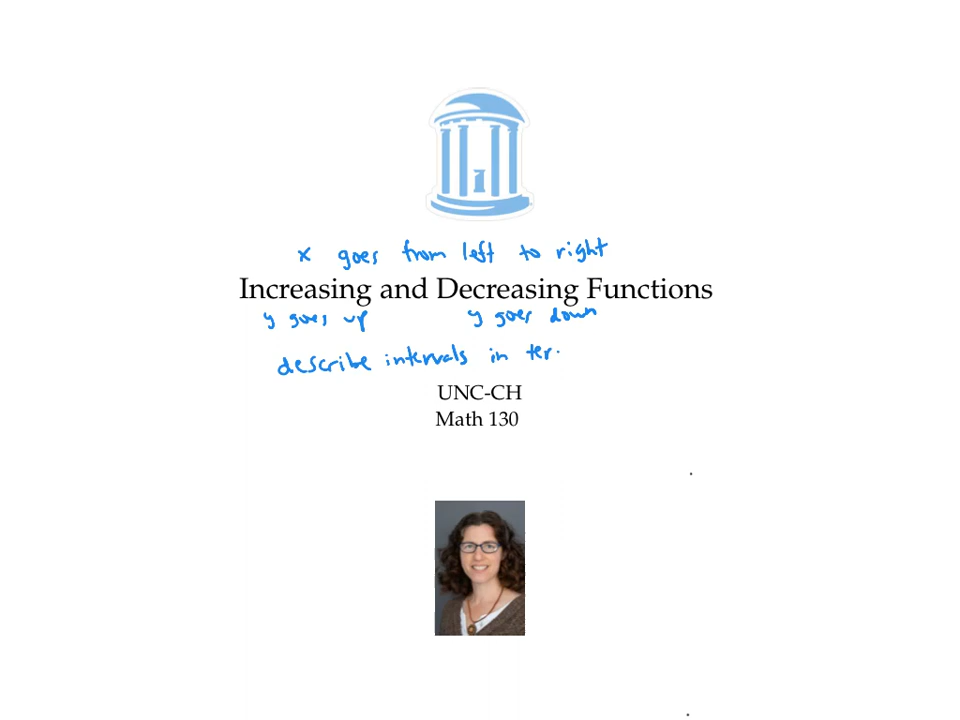 x goes from left to right
Increasing and Decreasing Functions
y goes up y goes down
describe intervals in ter
UNC-CH
Math 130